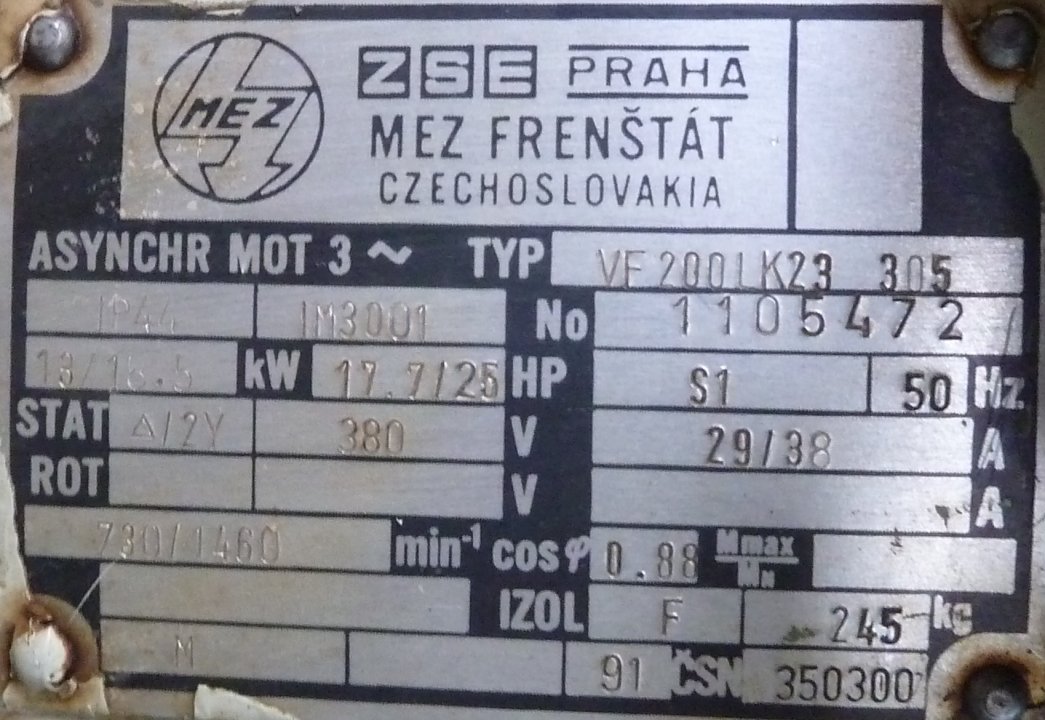 MEZ
ZSE PRAHA
MEZ FRENŠTÁT
CZECHOSLOVAKIA
ASYNCHR MOT 3 ~ TYP VF200LK23 305
IP44 IM3001 No 1105472
13/18.5 kW 17.7/25 HP S1 50 Hz
STAT Δ/2Y 380 V 29/38 A
ROT V A
730/1460 min-1 cos φ 0.88 Mmax/MN
IZOL F 245 kg
M 91 ČSN 350300